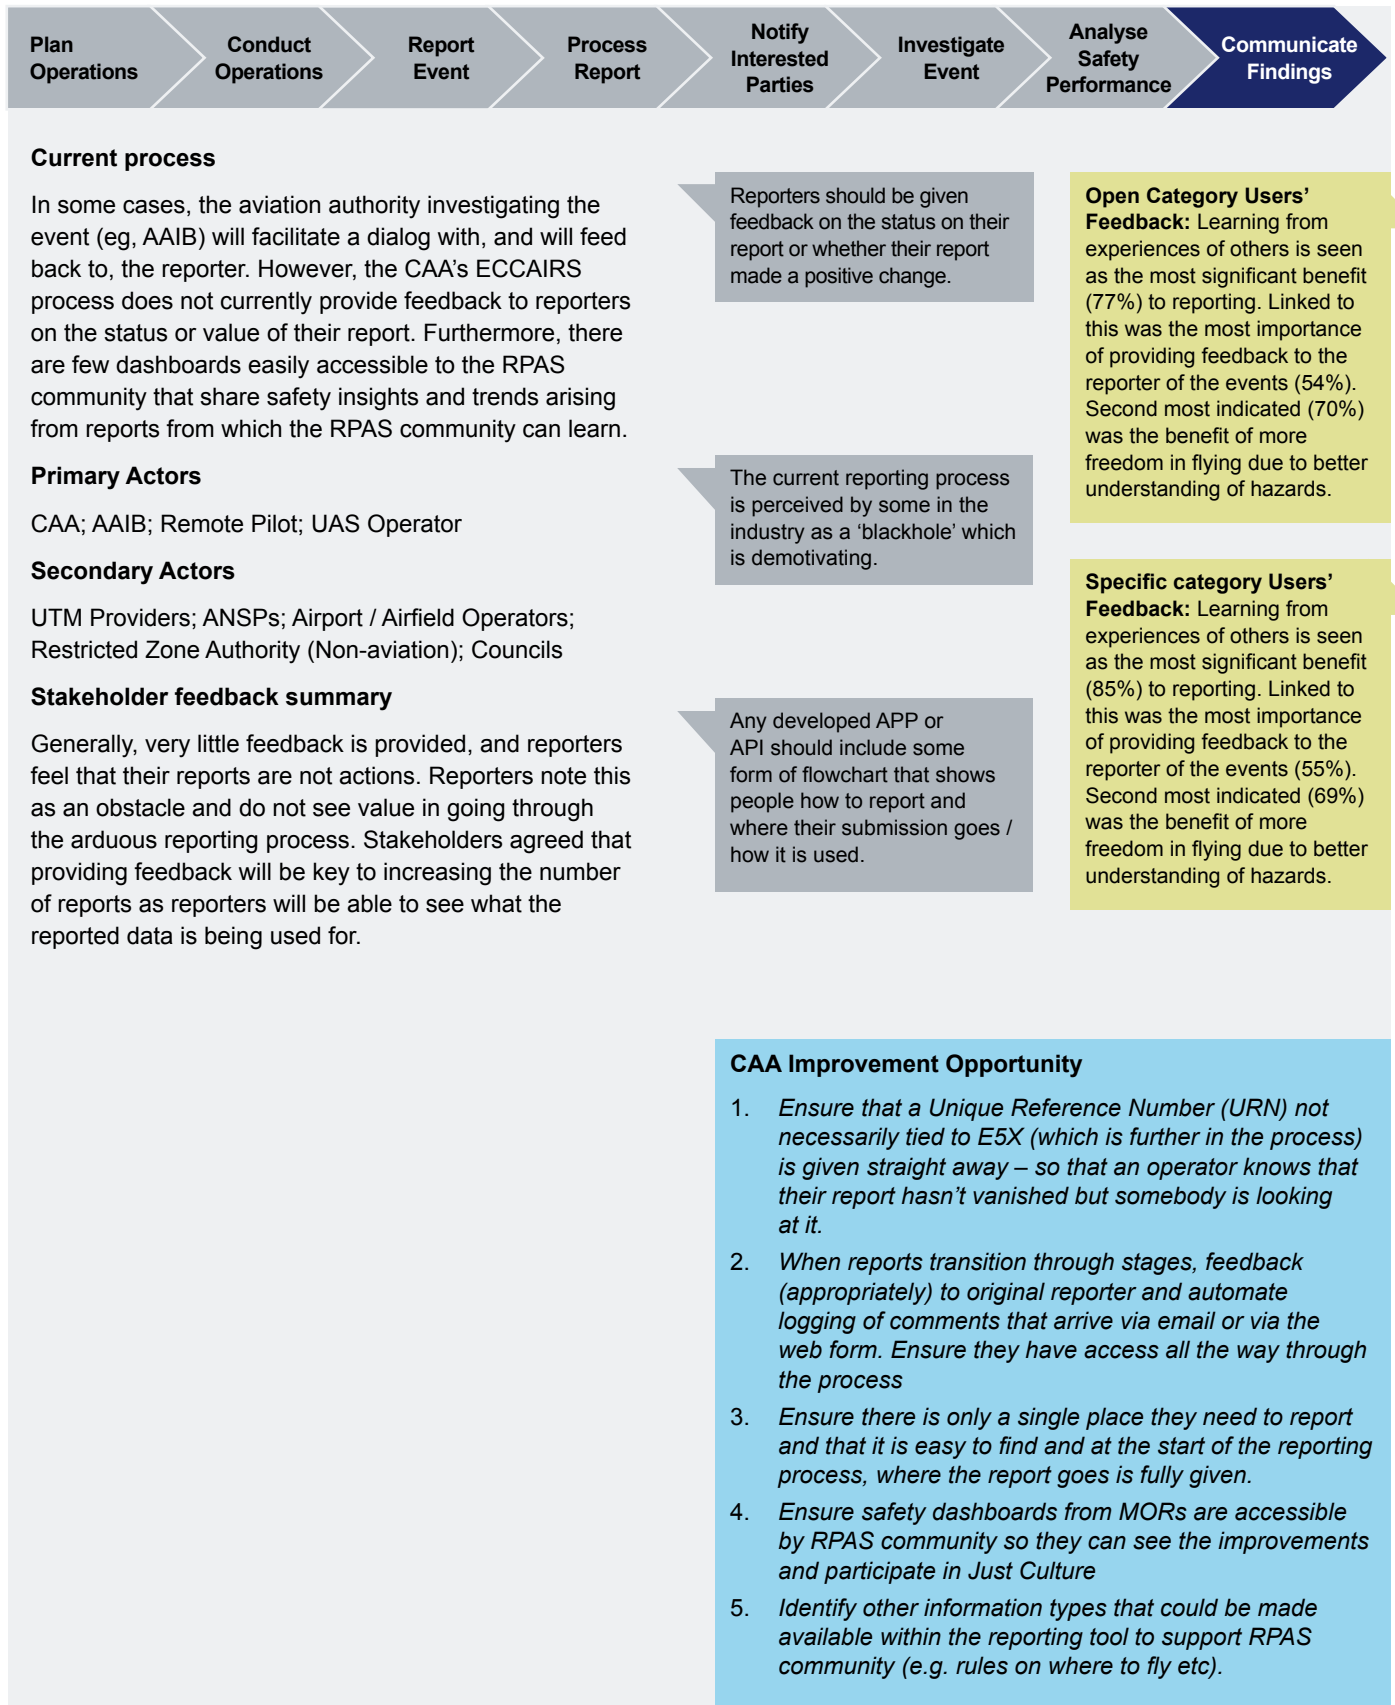 Plan
Operations
Conduct
Operations
Report
Event
Process
Report
Notify
Interested
Parties
Investigate
Event
Analyse
Safety
Performance
Communicate
Findings
Current process
In some cases, the aviation authority investigating the
event (eg, AAIB) will facilitate a dialog with, and will feed
back to, the reporter. However, the CAA's ECCAIRS
process does not currently provide feedback to reporters
on the status or value of their report. Furthermore, there
are few dashboards easily accessible to the RPAS
community that share safety insights and trends arising
from reports from which the RPAS community can learn.
Primary Actors
CAA; AAIB; Remote Pilot; UAS Operator
Secondary Actors
UTM Providers; ANSPs; Airport / Airfield Operators;
Restricted Zone Authority (Non-aviation); Councils
Stakeholder feedback summary
Generally, very little feedback is provided, and reporters
feel that their reports are not actions. Reporters note this
as an obstacle and do not see value in going through
the arduous reporting process. Stakeholders agreed that
providing feedback will be key to increasing the number
of reports as reporters will be able to see what the
reported data is being used for.
Reporters should be given
feedback on the status on their
report or whether their report
made a positive change.
The current reporting process
is perceived by some in the
industry as a ‘blackhole’ which
is demotivating.
Any developed APP or
API should include some
form of flowchart that shows
people how to report and
where their submission goes /
how it is used.
Open Category Users’
Feedback: Learning from
experiences of others is seen
as the most significant benefit
(77%) to reporting. Linked to
this was the most importance
of providing feedback to the
reporter of the events (54%).
Second most indicated (70%)
was the benefit of more
freedom in flying due to better
understanding of hazards.
Specific category Users’
Feedback: Learning from
experiences of others is seen
as the most significant benefit
(85%) to reporting. Linked to
this was the most importance
of providing feedback to the
reporter of the events (55%).
Second most indicated (69%)
was the benefit of more
freedom in flying due to better
understanding of hazards.
CAA Improvement Opportunity
1. Ensure that a Unique Reference Number (URN) not
necessarily tied to E5X (which is further in the process)
is given straight away – so that an operator knows that
their report hasn’t vanished but somebody is looking
at it.
2. When reports transition through stages, feedback
(appropriately) to original reporter and automate
logging of comments that arrive via email or via the
web form. Ensure they have access all the way through
the process
3. Ensure there is only a single place they need to report
and that it is easy to find and at the start of the reporting
process, where the report goes is fully given.
4. Ensure safety dashboards from MORs are accessible
by RPAS community so they can see the improvements
and participate in Just Culture
5. Identify other information types that could be made
available within the reporting tool to support RPAS
community (e.g. rules on where to fly etc).